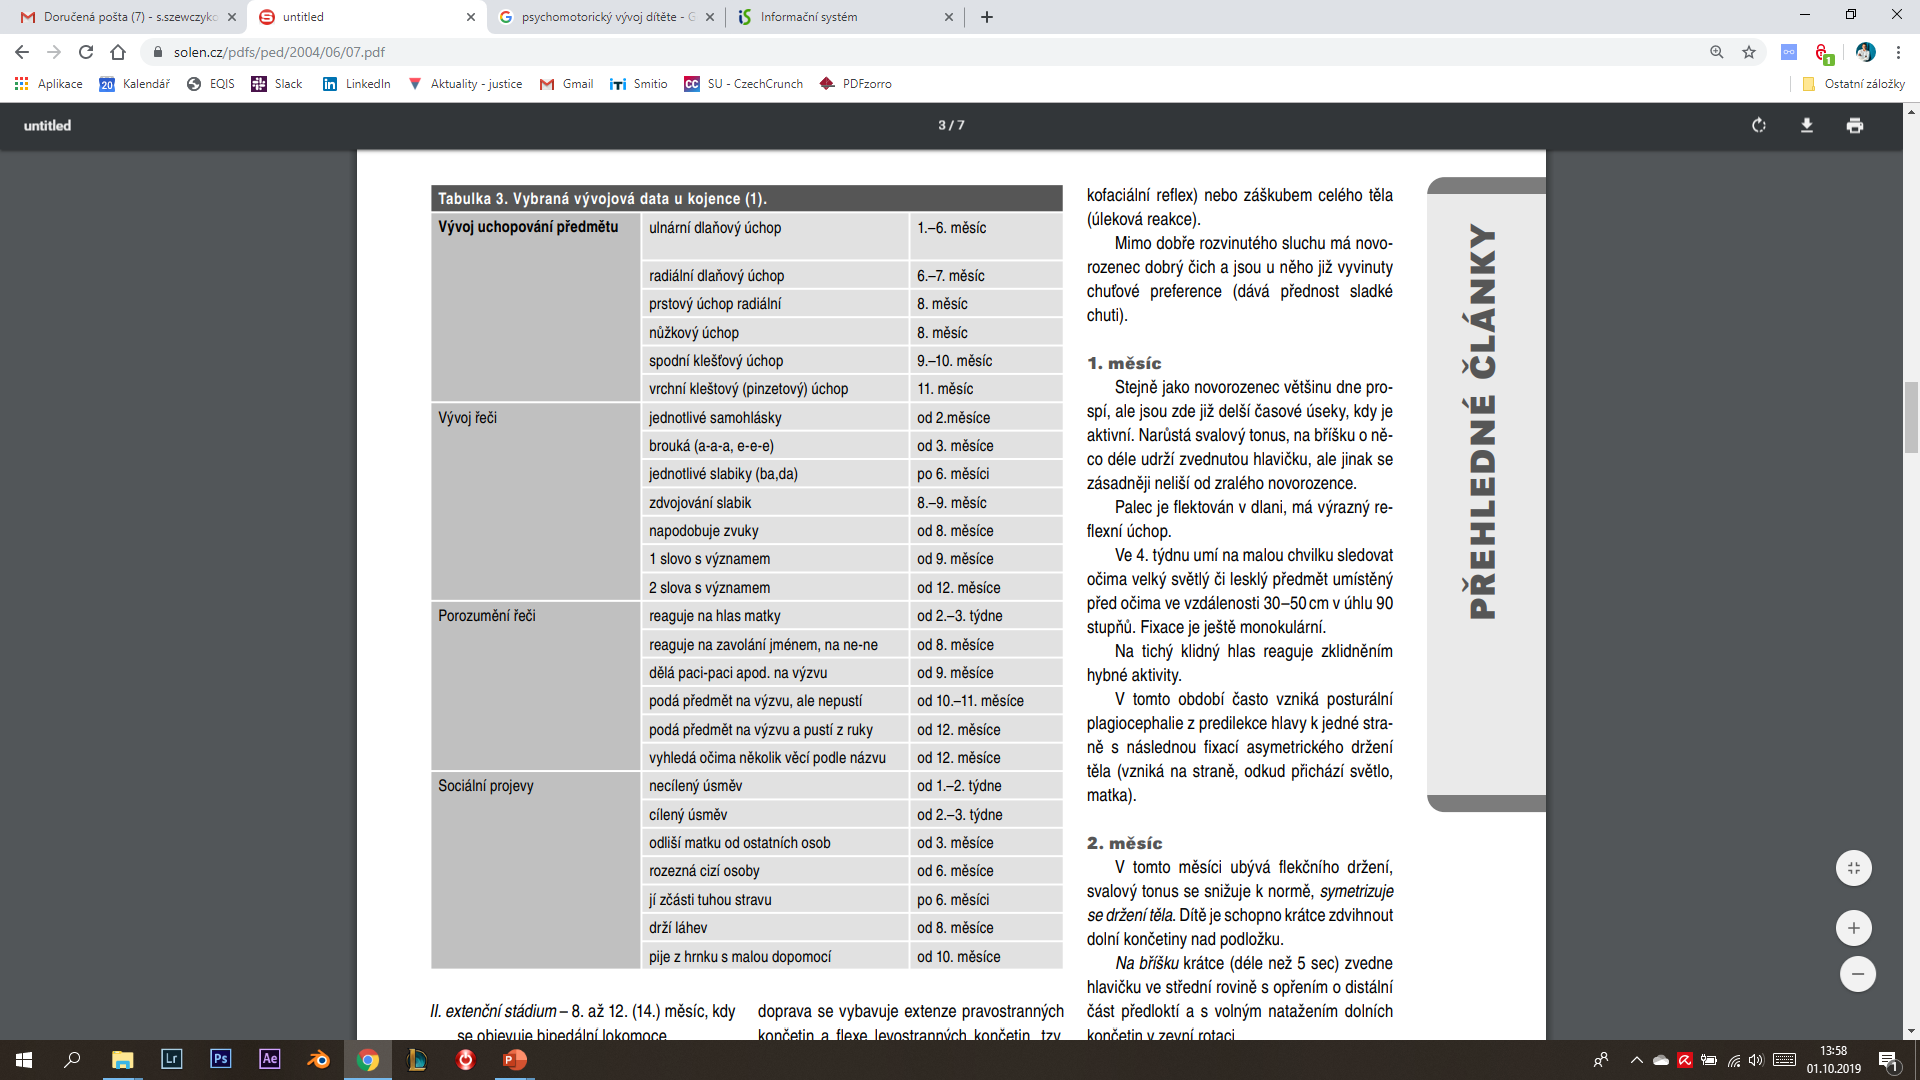 Doručená pošta (7) - s.szewczyko
untitled
psychomotorický vývoj dítěte - G
Informační systém
solen.cz/pdfs/ped/2004/06/07.pdf
1
Aplikace
20 Kalendář
EQIS
Slack
LinkedIn
Aktuality - justice
Gmail
Smitio
CC SU - CzechCrunch
PDFzorro
Ostatní záložky
untitled
3 / 7
Tabulka 3. Vybraná vývojová data u kojence (1).
Vývoj uchopování předmětu ulnární dlaňový úchop 1.–6. měsíc
radiální dlaňový úchop 6.–7. měsíc
prstový úchop radiální 8. měsíc
nůžkový úchop 8. měsíc
spodní klešťový úchop 9.–10. měsíc
vrchní kleštový (pinzetový) úchop 11. měsíc
Vývoj řeči jednotlivé samohlásky od 2.měsíce
brouká (a-a-a, e-e-e) od 3. měsíce
jednotlivé slabiky (ba,da) po 6. měsíci
zdvojování slabik 8.–9. měsíc
napodobuje zvuky od 8. měsíce
1 slovo s významem od 9. měsíce
2 slova s významem od 12. měsíce
Porozumění řeči reaguje na hlas matky od 2.–3. týdne
reaguje na zavolání jménem, na ne-ne od 8. měsíce
dělá paci-paci apod. na výzvu od 9. měsíce
podá předmět na výzvu, ale nepustí od 10.–11. měsíce
podá předmět na výzvu a pustí z ruky od 12. měsíce
vyhledá očima několik věcí podle názvu od 12. měsíce
Sociální projevy necílený úsměv od 1.–2. týdne
cílený úsměv od 2.–3. týdne
odliší matku od ostatních osob od 3. měsíce
rozezná cizí osoby od 6. měsíce
jí zčásti tuhou stravu po 6. měsíci
drží láhev od 8. měsíce
pije z hrnku s malou dopomocí od 10. měsíce
II. extenční stádium – 8. až 12. (14.) měsíc, kdy
se objevuje bipedální lokomoce
doprava se vybavuje extenze pravostranných
končetin a flexe levostranných končetin, tzv.
kofaciální reflex) nebo záškubem celého těla
(úleková reakce).
Mimo dobře rozvinutého sluchu má novo-
rozenec dobrý čich a jsou u něho již vyvinuty
chuťové preference (dává přednost sladké
chuti).
1. měsíc
Stejně jako novorozenec většinu dne pro-
spí, ale jsou zde již delší časové úseky, kdy je
aktivní. Narůstá svalový tonus, na bříšku o ně-
co déle udrží zvednutou hlavičku, ale jinak se
zásadněji neliší od zralého novorozence.
Palec je flektován v dlani, má výrazný re-
flexní úchop.
Ve 4. týdnu umí na malou chvilku sledovat
očima velký světlý či lesklý předmět umístěný
před očima ve vzdálenosti 30–50 cm v úhlu 90
stupňů. Fixace je ještě monokulární.
Na tichý klidný hlas reaguje zklidněním
hybné aktivity.
V tomto období často vzniká posturální
plagiocephalie z predilekce hlavy k jedné stra-
ně s následnou fixací asymetrického držení
těla (vzniká na straně, odkud přichází světlo,
matka).
2. měsíc
V tomto měsíci ubývá flekčního držení,
svalový tonus se snižuje k normě, symetrizuje
se držení těla. Dítě je schopno krátce zdvihnout
dolní končetiny nad podložku.
Na bříšku krátce (déle než 5 sec) zvedne
hlavičku ve střední rovině s opřením o distální
část předloktí a s volným natažením dolních
končetin v zevní rotaci
PŘEHLEDNÉ ČLÁNKY
Lr
Ps
Ae
P
13:58
01.10.2019
1